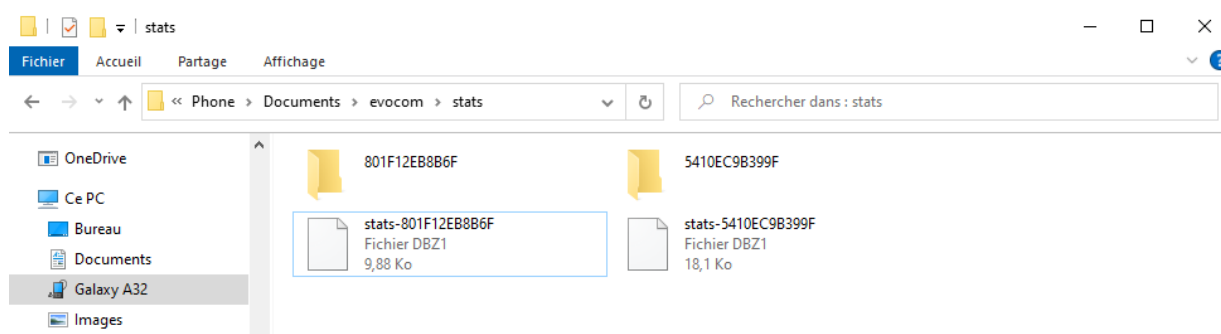 stats
Fichier Accueil Partage Affichage
« Phone > Documents > evocom > stats
Rechercher dans : stats
OneDrive
Ce PC
Bureau
Documents
Galaxy A32
Images
801F12EB8B6F
5410EC9B399F
stats-801F12EB8B6F
Fichier DBZ1
9,88 Ko
stats-5410EC9B399F
Fichier DBZ1
18,1 Ko